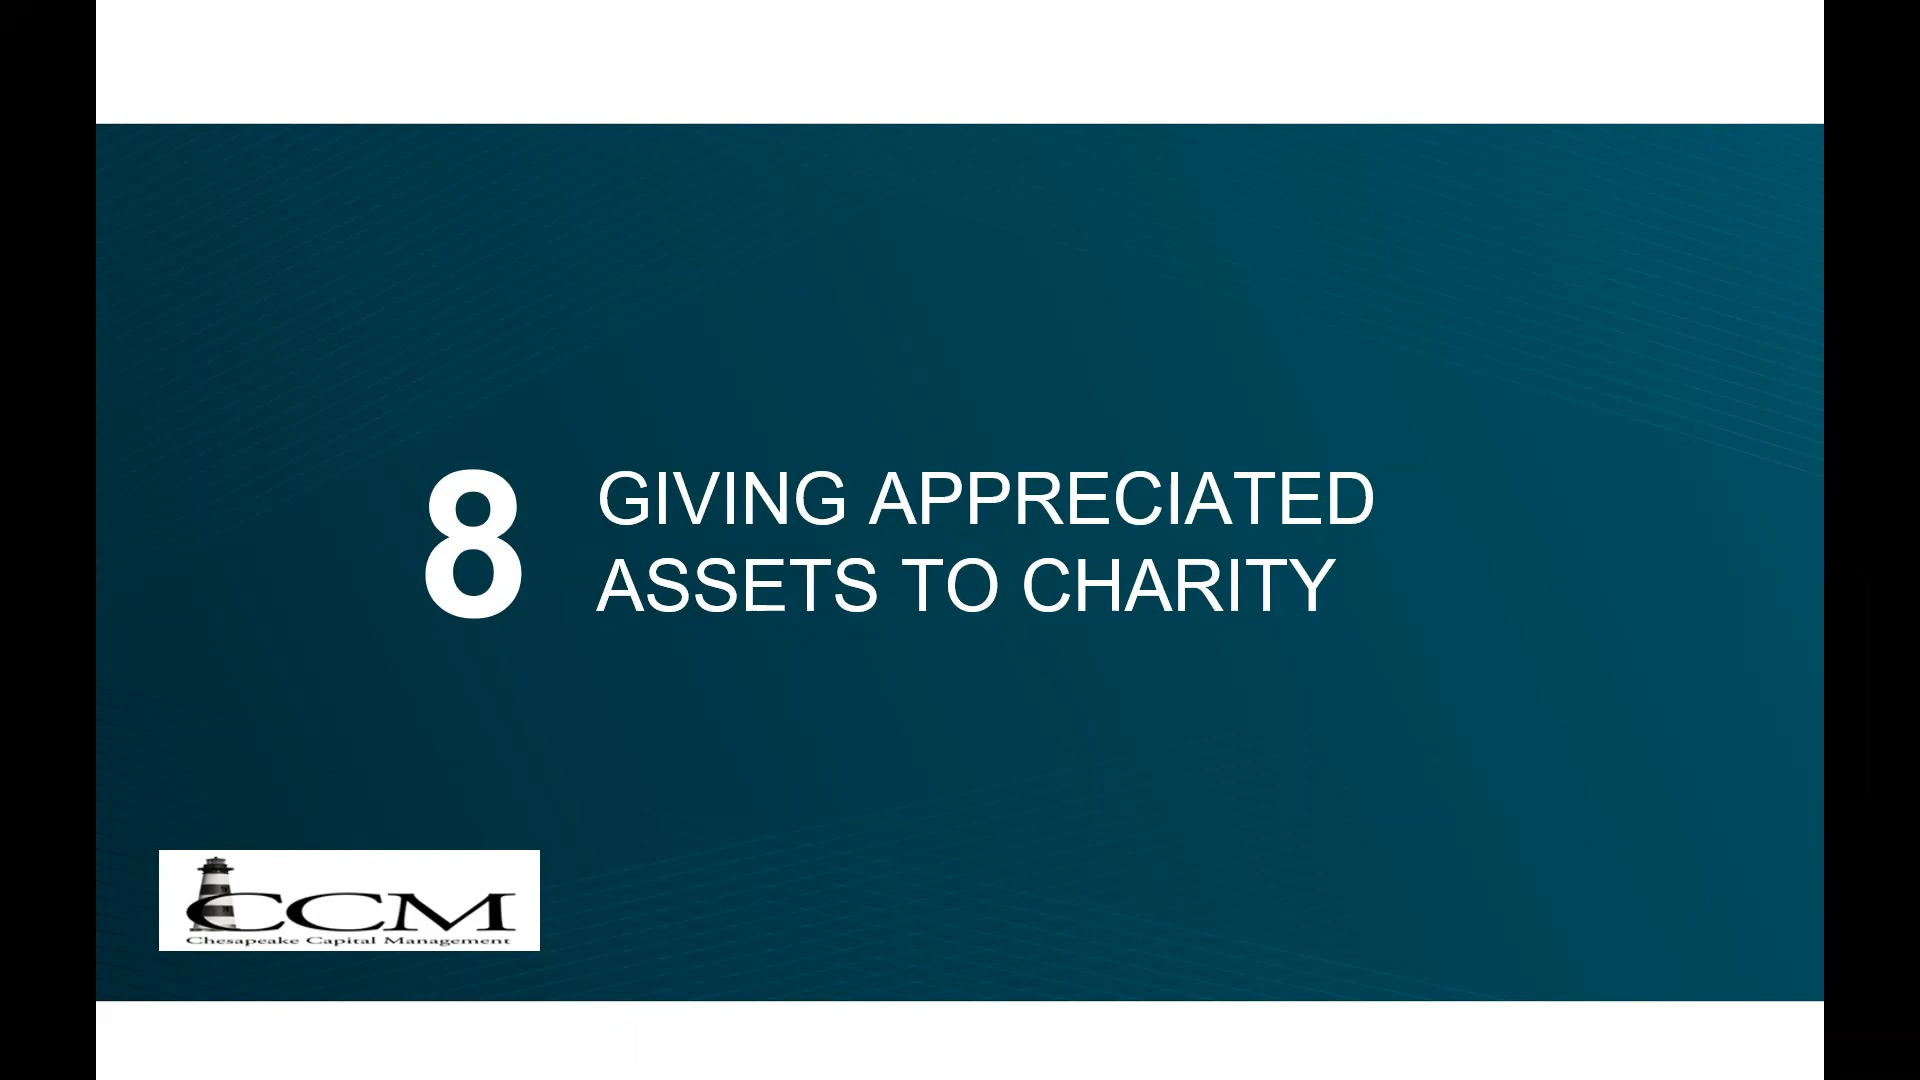 8
GIVING APPRECIATED
ASSETS TO CHARITY
CCM
Chesapeake Capital Management